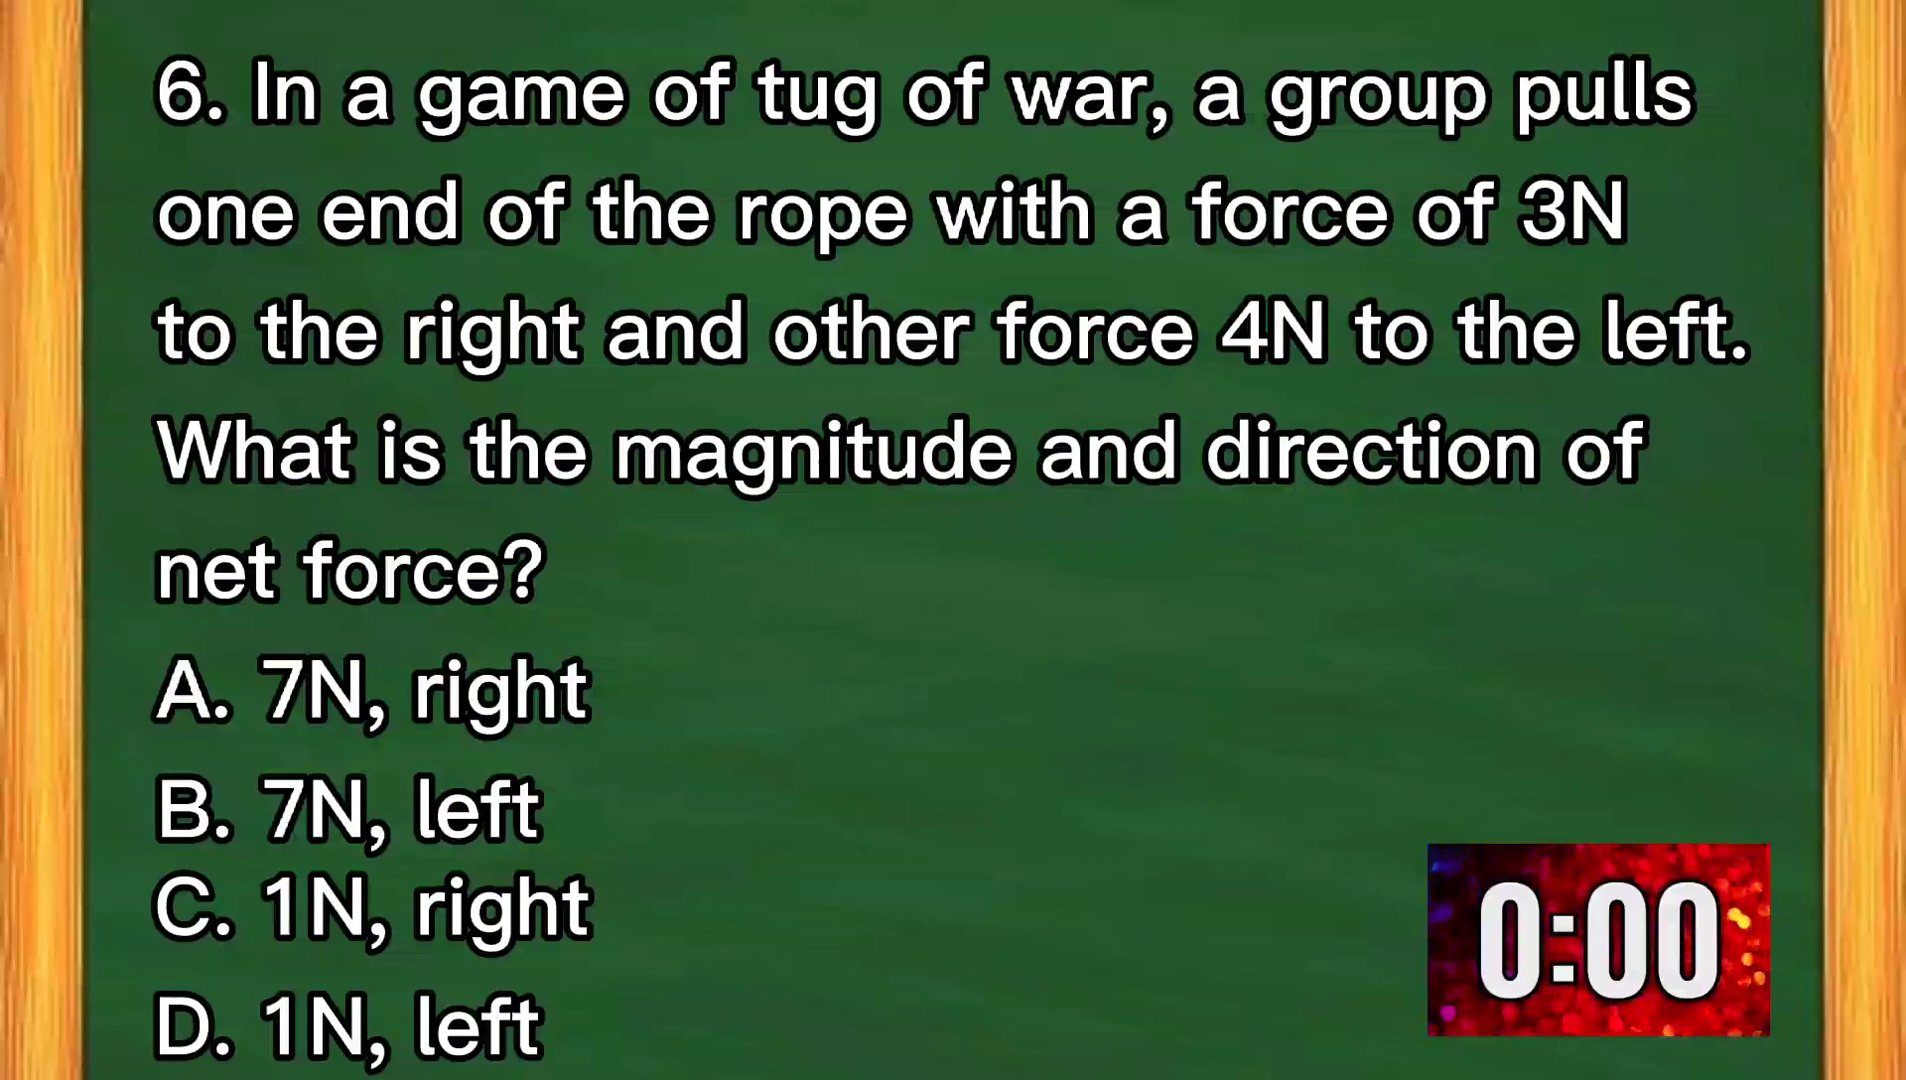 6. In a game of tug of war, a group pulls
one end of the rope with a force of 3N
to the right and other force 4N to the left.
What is the magnitude and direction of
net force?
A. 7N, right
B. 7N, left
C. 1N, right
D. 1N, left
0:00